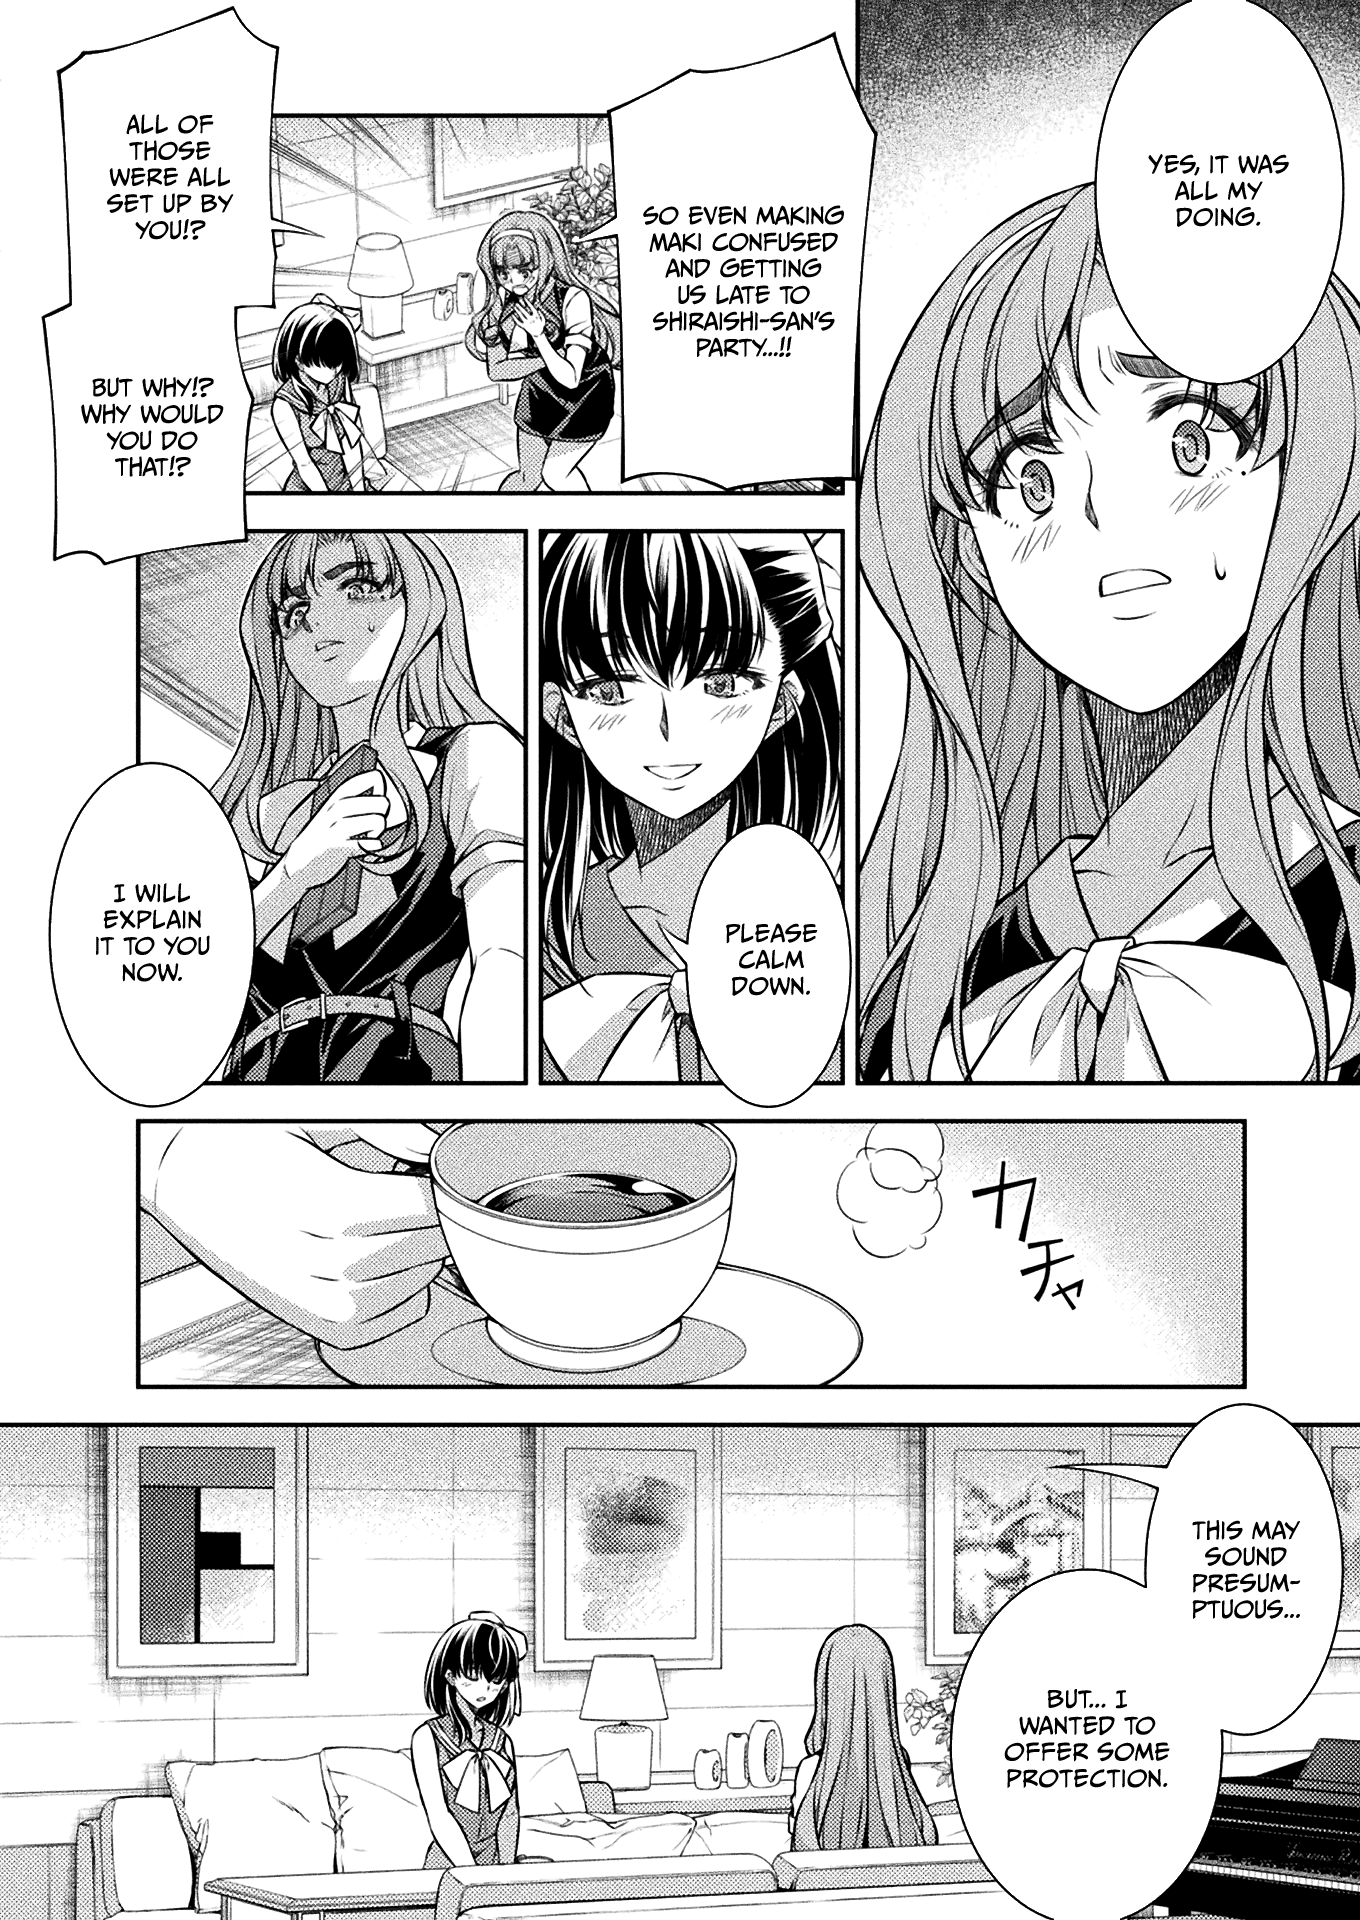 YES, IT WAS
ALL MY
DOING.
SO EVEN MAKING
MAKI CONFUSED
AND GETTING
US LATE TO
SHIRAISHI-SAN'S
PARTY...!!
ALL OF
THOSE
WERE ALL
SET UP BY
YOU!?
BUT WHY!?
WHY WOULD
YOU DO
THAT!?
PLEASE
CALM
DOWN.
I WILL
EXPLAIN
IT TO YOU
NOW.
カチャ
THIS MAY
SOUND
PRESUM-
PTUOUS...
BUT... I
WANTED TO
OFFER SOME
PROTECTION.